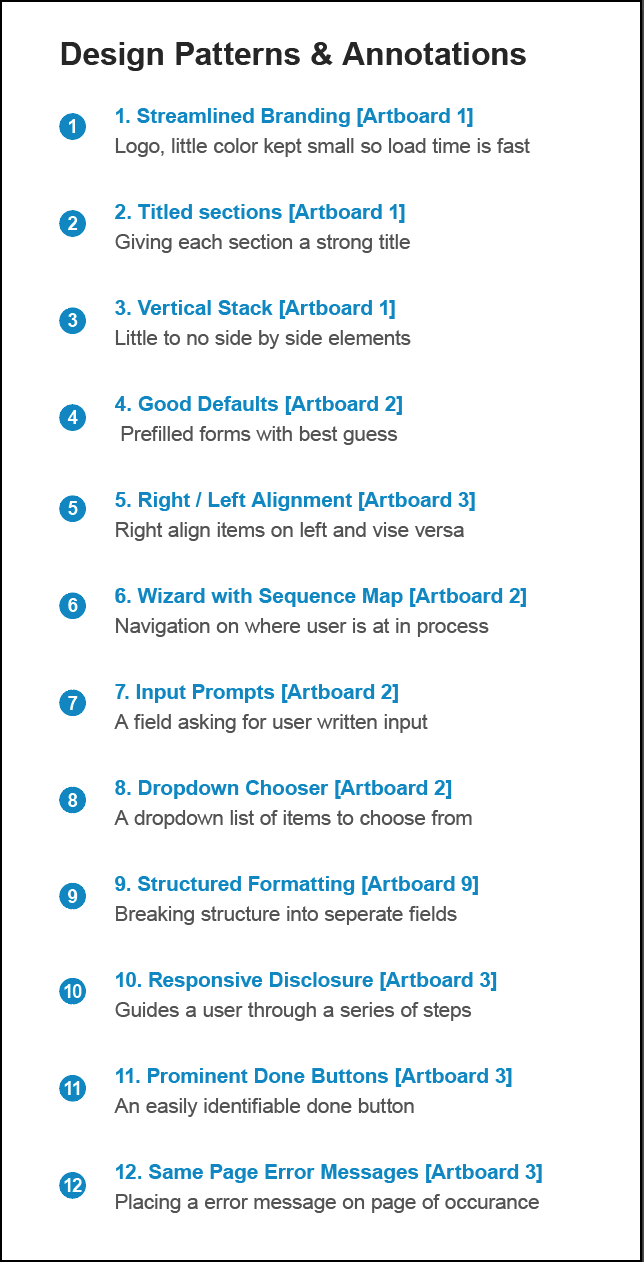 Design Patterns & Annotations
1
1. Streamlined Branding [Artboard 1]
Logo, little color kept small so load time is fast
2
2. Titled sections [Artboard 1]
Giving each section a strong title
3
3. Vertical Stack [Artboard 1]
Little to no side by side elements
4
4. Good Defaults [Artboard 2]
Prefilled forms with best guess
5
5. Right / Left Alignment [Artboard 3]
Right align items on left and vise versa
6
6. Wizard with Sequence Map [Artboard 2]
Navigation on where user is at in process
7
7. Input Prompts [Artboard 2]
A field asking for user written input
8
8. Dropdown Chooser [Artboard 2]
A dropdown list of items to choose from
9
9. Structured Formatting [Artboard 9]
Breaking structure into seperate fields
10
10. Responsive Disclosure [Artboard 3]
Guides a user through a series of steps
11
11. Prominent Done Buttons [Artboard 3]
An easily identifiable done button
12
12. Same Page Error Messages [Artboard 3]
Placing a error message on page of occurance